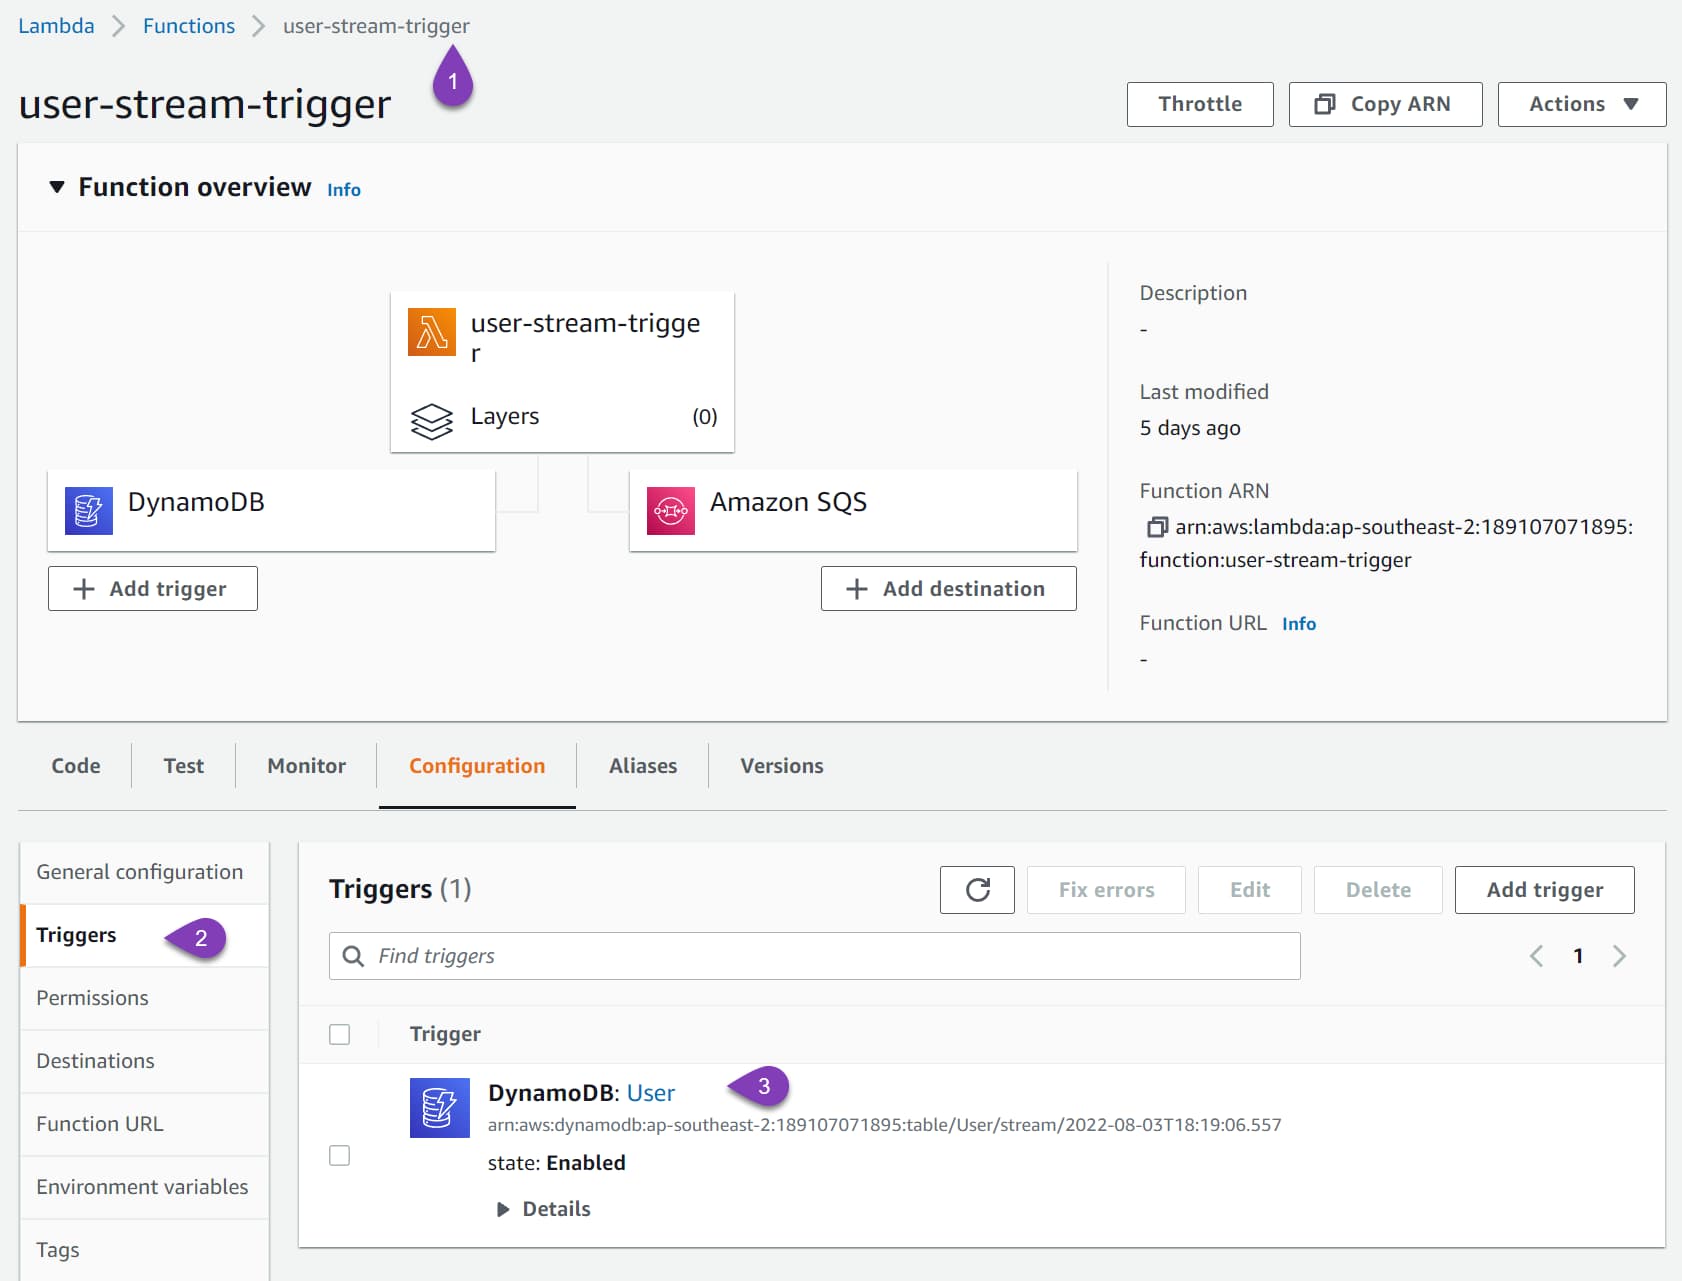 Lambda > Functions > user-stream-trigger
1
user-stream-trigger
Throttle
Copy ARN
Actions ▼
▼ Function overview Info
user-stream-trigge
r
Layers (0)
DynamoDB
Amazon SQS
+ Add trigger
+ Add destination
Description
-
Last modified
5 days ago
Function ARN
arn:aws:lambda:ap-southeast-2:189107071895:
function:user-stream-trigger
Function URL Info
-
Code
Test
Monitor
Configuration
Aliases
Versions
General configuration
Triggers
2
Permissions
Destinations
Function URL
Environment variables
Tags
Triggers (1)
Fix errors
Edit
Delete
Add trigger
Find triggers
< 1 >
Trigger
DynamoDB: User
3
arn:aws:dynamodb:ap-southeast-2:189107071895:table/User/stream/2022-08-03T18:19:06.557
state: Enabled
▶ Details